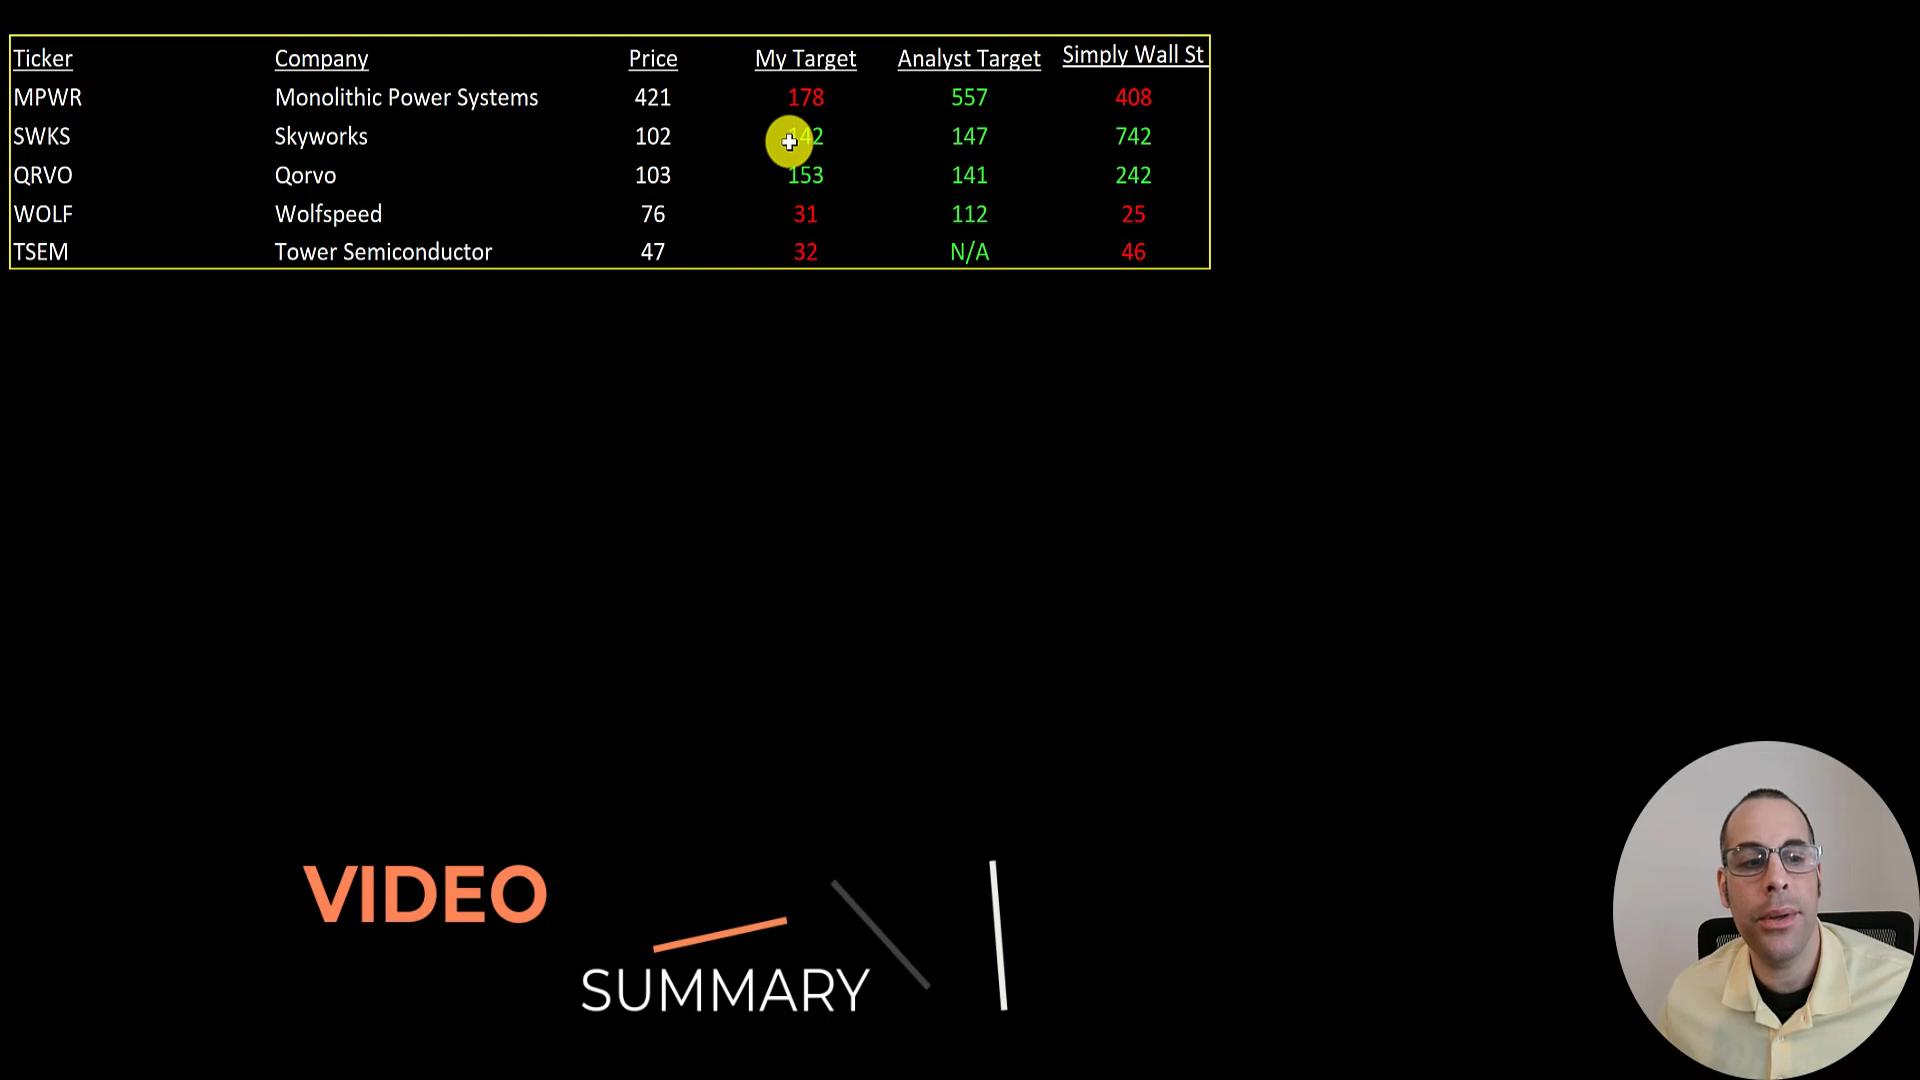 Ticker Company Price My Target Analyst Target Simply Wall St
MPWR Monolithic Power Systems 421 178 557 408
SWKS Skyworks 102 142 147 742
QRVO Qorvo 103 153 141 242
WOLF Wolfspeed 76 31 112 25
TSEM Tower Semiconductor 47 32 N/A 46
VIDEO
SUMMARY